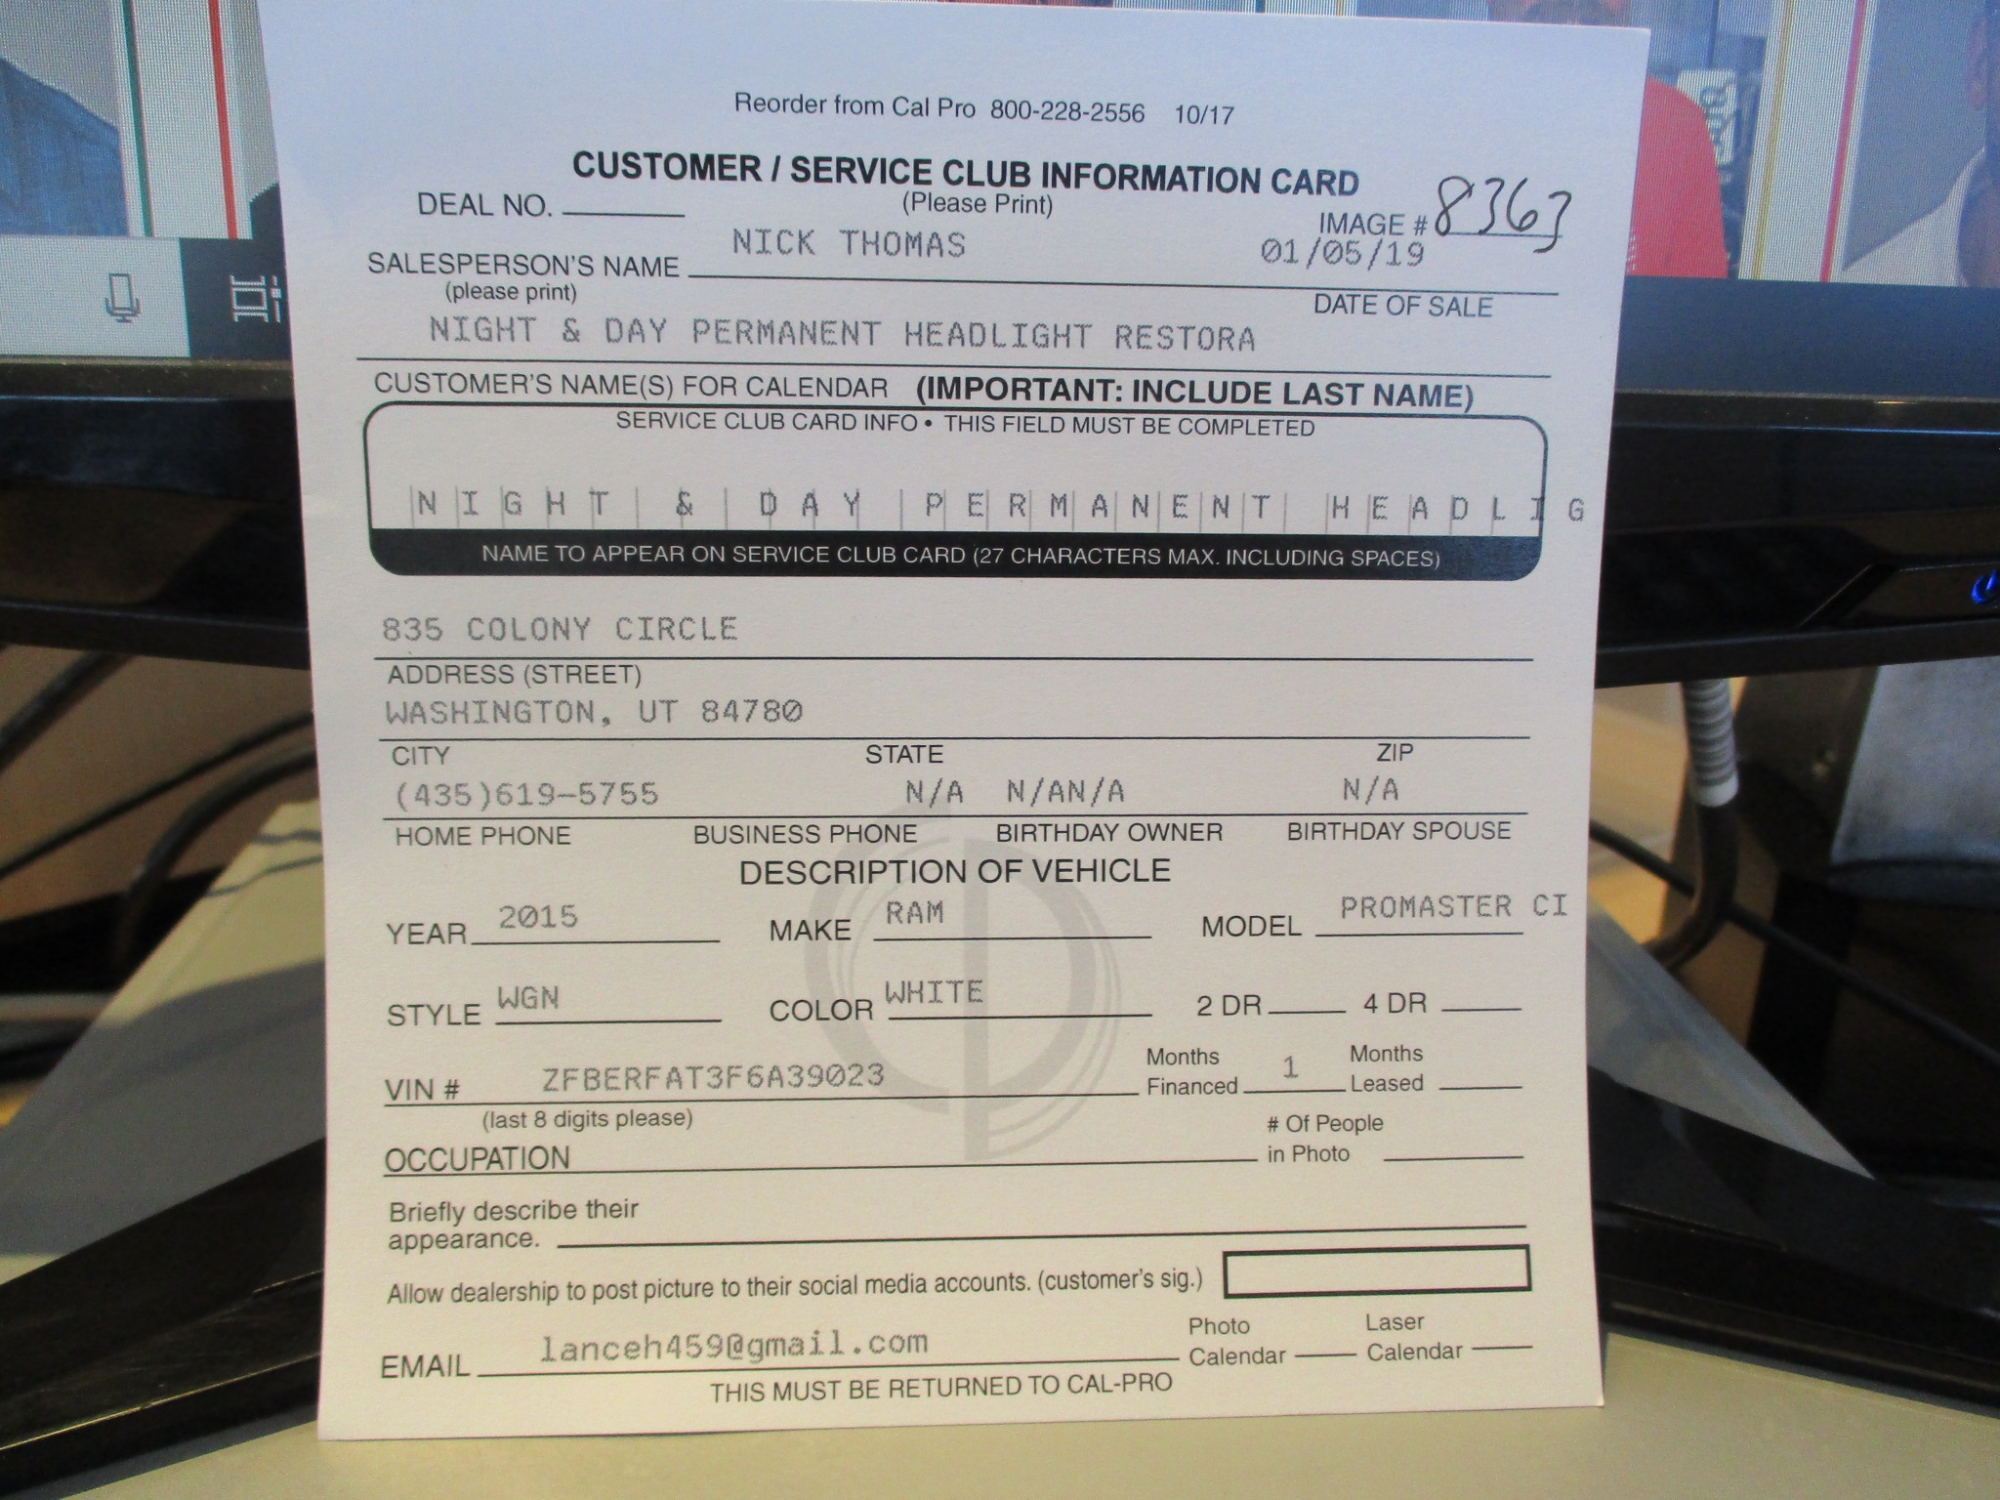 Reorder from Cal Pro 800-228-2556 10/17
CUSTOMER / SERVICE CLUB INFORMATION CARD
DEAL NO. (Please Print) IMAGE # 8363
NICK THOMAS 01/05/19
SALESPERSON'S NAME
(please print) DATE OF SALE
NIGHT & DAY PERMANENT HEADLIGHT RESTORA
CUSTOMER'S NAME(S) FOR CALENDAR (IMPORTANT: INCLUDE LAST NAME)
SERVICE CLUB CARD INFO • THIS FIELD MUST BE COMPLETED
NIGHT & DAY PERMANENT HEADLIG
NAME TO APPEAR ON SERVICE CLUB CARD (27 CHARACTERS MAX. INCLUDING SPACES)
835 COLONY CIRCLE
ADDRESS (STREET)
WASHINGTON, UT 84780
CITY STATE ZIP
(435)619-5755 N/A N/AN/A N/A
HOME PHONE BUSINESS PHONE BIRTHDAY OWNER BIRTHDAY SPOUSE
DESCRIPTION OF VEHICLE
YEAR 2015 MAKE RAM MODEL PROMASTER CI
STYLE WGN COLOR WHITE 2 DR 4 DR
VIN # ZFBERFAT3F6A39023 Months Financed 1 Months Leased
(last 8 digits please)
OCCUPATION # Of People in Photo
Briefly describe their
appearance.
Allow dealership to post picture to their social media accounts. (customer's sig.)
EMAIL lanceh459@gmail.com Photo Calendar Laser Calendar
THIS MUST BE RETURNED TO CAL-PRO